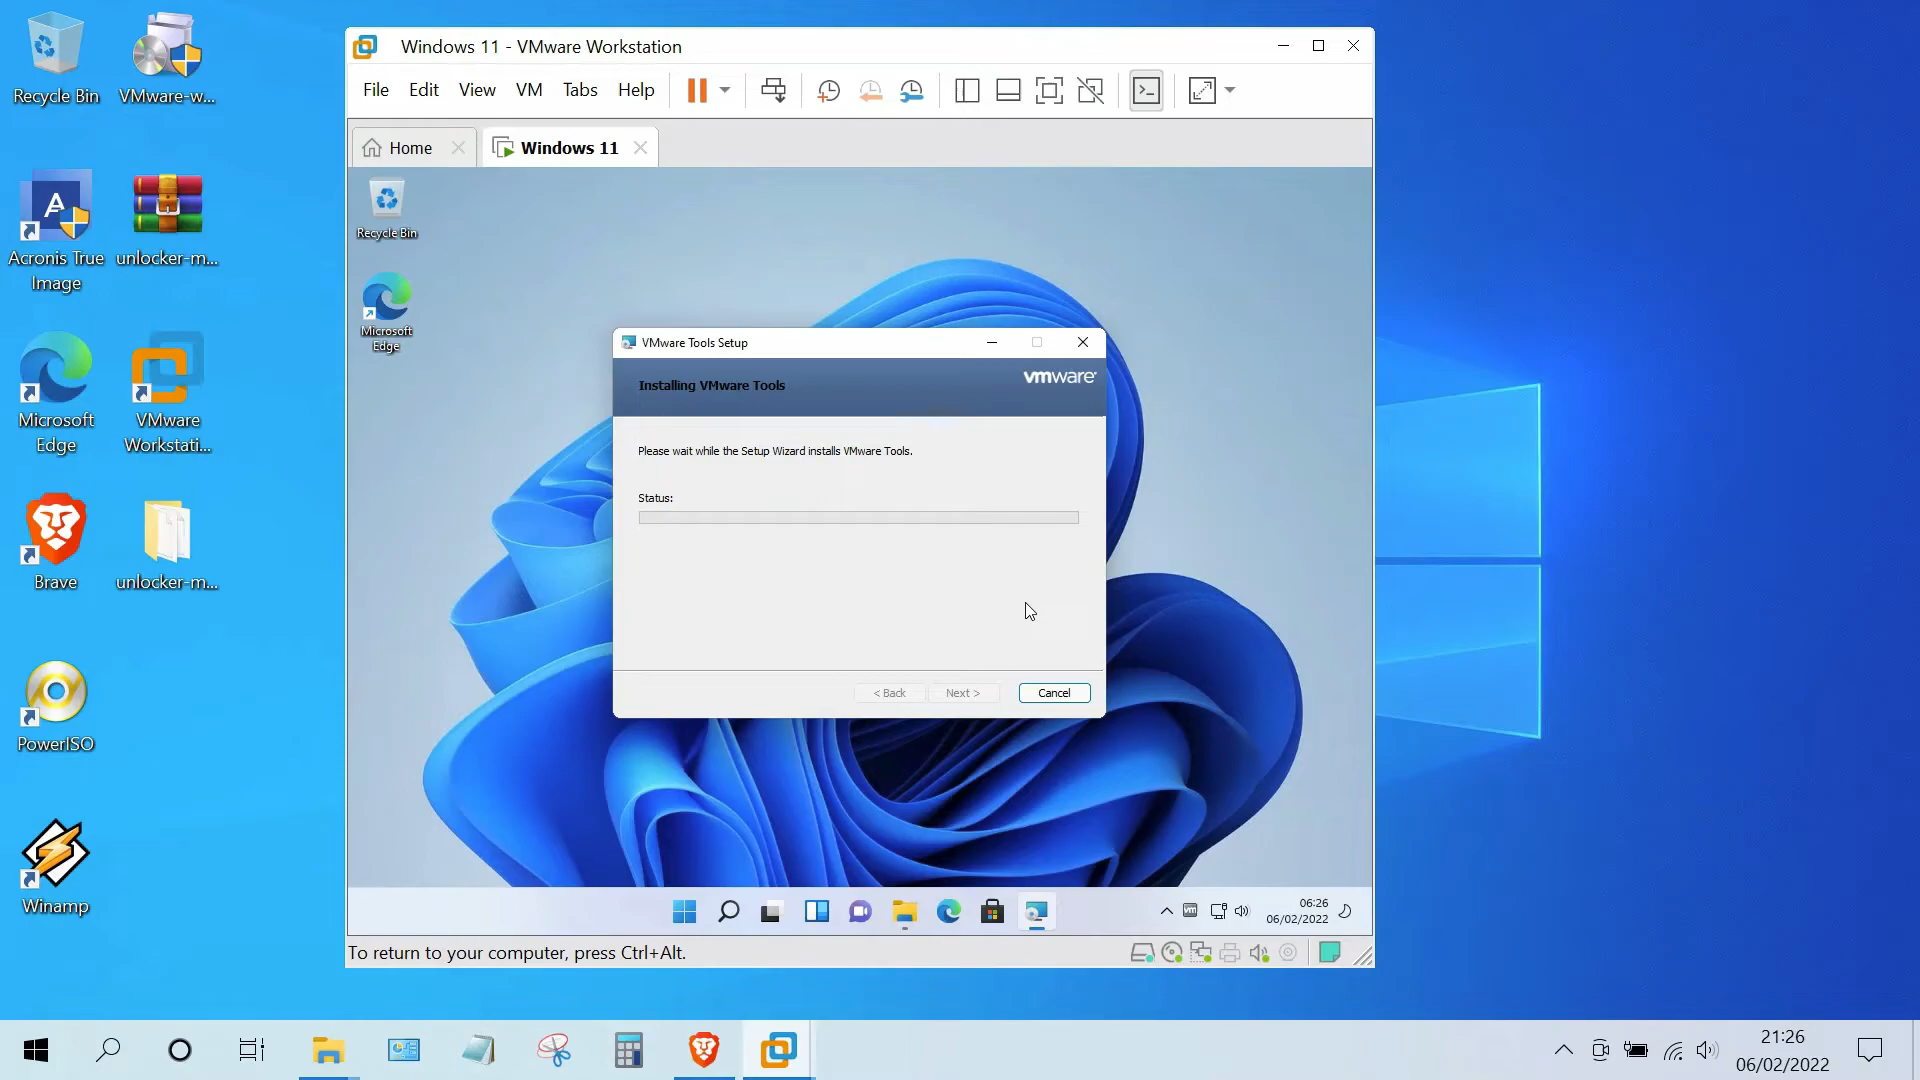 Recycle Bin
VMware-w...
Acronis True
Image
unlocker-m...
Microsoft
Edge
VMware
Workstati...
Brave
unlocker-m...
PowerISO
Winamp
Windows 11 - VMware Workstation
File Edit View VM Tabs Help
Home
Windows 11
Recycle Bin
Microsoft
Edge
VMware Tools Setup
Installing VMware Tools
vmware
Please wait while the Setup Wizard installs VMware Tools.
Status:
< Back
Next >
Cancel
06:26
06/02/2022
To return to your computer, press Ctrl+Alt.
21:26
06/02/2022